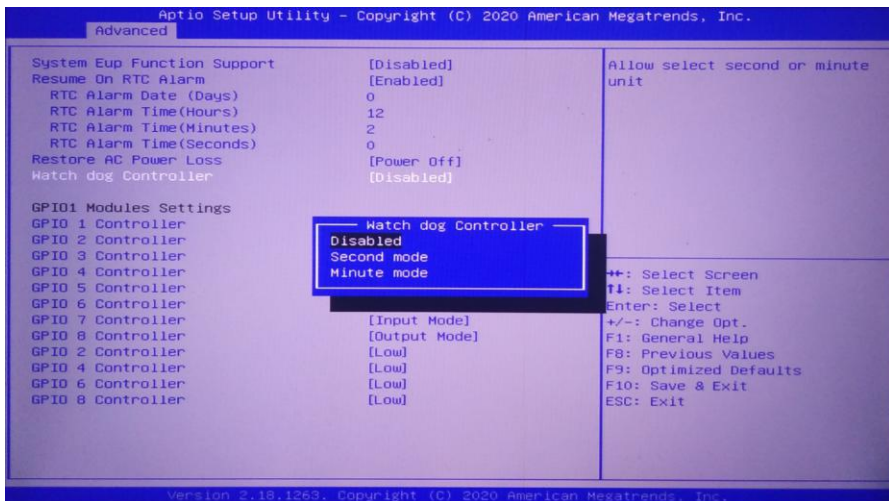 Aptio Setup Utility – Copyright (C) 2020 American Megatrends, Inc.
Advanced
System Eup Function Support [Disabled]
Resume On RTC Alarm [Enabled]
RTC Alarm Date (Days) 0
RTC Alarm Time(Hours) 12
RTC Alarm Time(Minutes) 2
RTC Alarm Time(Seconds) 0
Restore AC Power Loss [Power Off]
Watch dog Controller [Disabled]
GPIO1 Modules Settings
GPIO 1 Controller
GPIO 2 Controller
GPIO 3 Controller
GPIO 4 Controller
GPIO 5 Controller
GPIO 6 Controller
GPIO 7 Controller [Input Mode]
GPIO 8 Controller [Output Mode]
GPIO 2 Controller [Low]
GPIO 4 Controller [Low]
GPIO 6 Controller [Low]
GPIO 8 Controller [Low]
Watch dog Controller
Disabled
Second mode
Minute mode
Allow select second or minute
unit
→←: Select Screen
↑↓: Select Item
Enter: Select
+/-: Change Opt.
F1: General Help
F8: Previous Values
F9: Optimized Defaults
F10: Save & Exit
ESC: Exit
Version 2.18.1263. Copyright (C) 2020 American Megatrends, Inc.